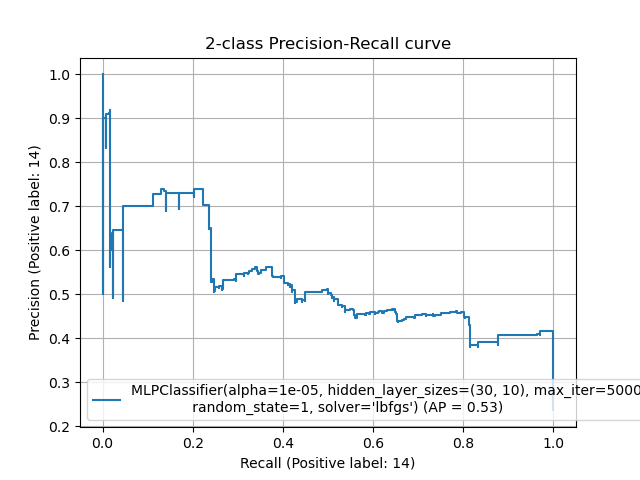 2-class Precision-Recall curve
1.0
0.9
0.8
0.7
0.6
0.5
0.4
0.3
0.2
Precision (Positive label: 14)
MLPClassifier(alpha=1e-05, hidden_layer_sizes=(30, 10), max_iter=5000
random_state=1, solver='lbfgs') (AP = 0.53)
0.0 0.2 0.4 0.6 0.8 1.0
Recall (Positive label: 14)